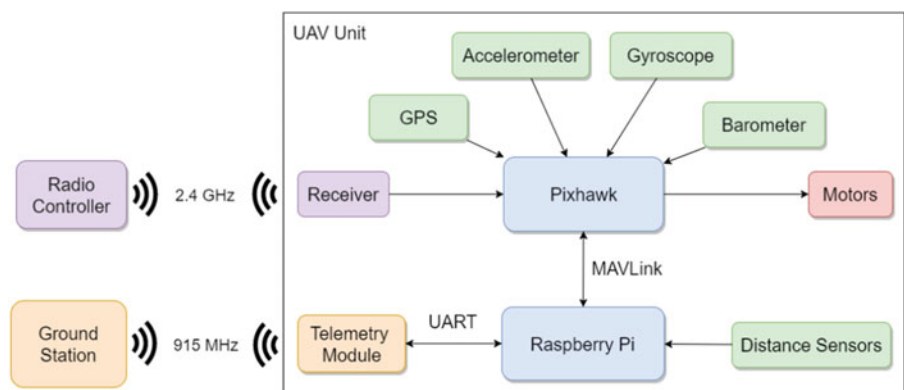 UAV Unit
Accelerometer
Gyroscope
GPS
Barometer
Radio
Controller
2.4 GHz
Receiver
Pixhawk
Motors
MAVLink
Ground
Station
915 MHz
Telemetry
Module
UART
Raspberry Pi
Distance Sensors